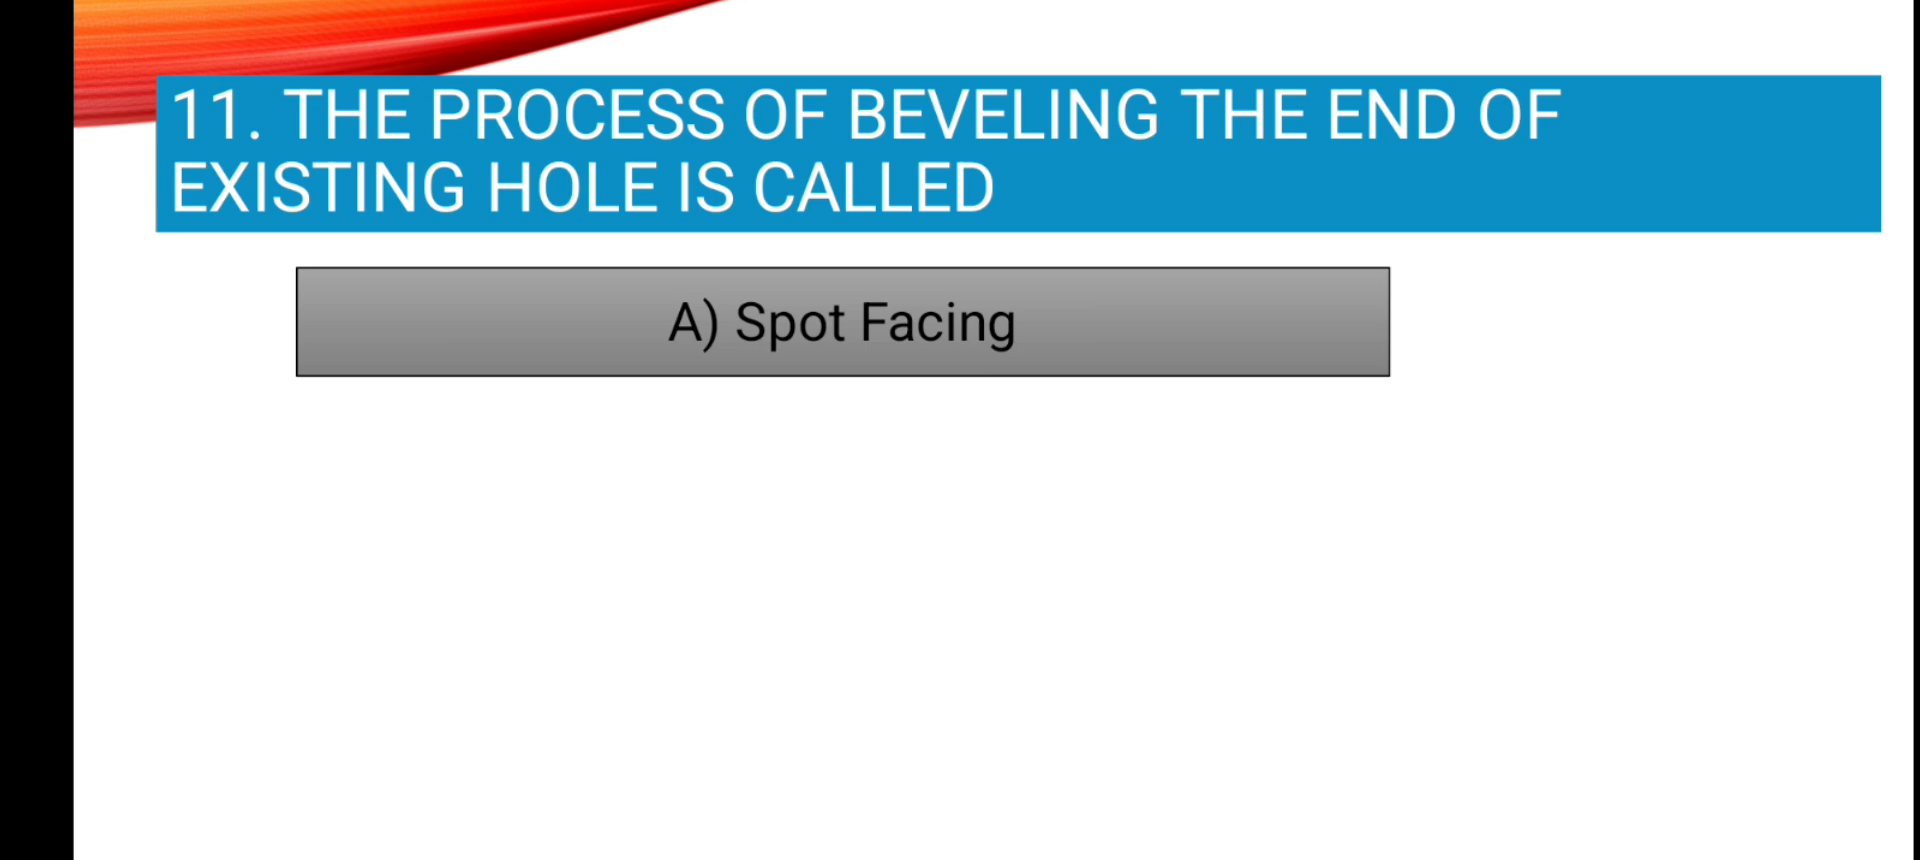 11. THE PROCESS OF BEVELING THE END OF
EXISTING HOLE IS CALLED
A) Spot Facing